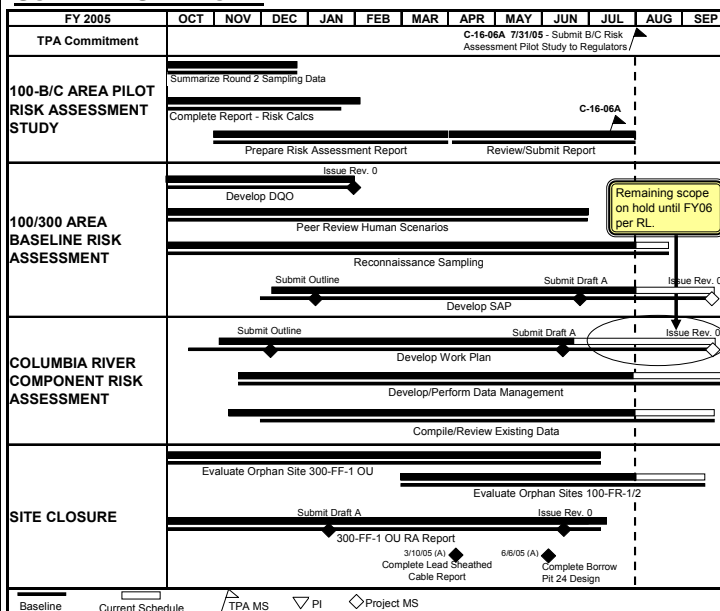 FY 2005 OCT NOV DEC JAN FEB MAR APR MAY JUN JUL AUG SEP
TPA Commitment
C-16-06A 7/31/05 - Submit B/C Risk
Assessment Pilot Study to Regulators
100-B/C AREA PILOT
RISK ASSESSMENT
STUDY
Summarize Round 2 Sampling Data
Complete Report - Risk Calcs
C-16-06A
Prepare Risk Assessment Report
Review/Submit Report
100/300 AREA
BASELINE RISK
ASSESSMENT
Issue Rev. 0
Develop DQO
Remaining scope
on hold until FY06
per RL.
Peer Review Human Scenarios
Reconnaissance Sampling
Submit Outline
Submit Draft A
Issue Rev. 0
Develop SAP
COLUMBIA RIVER
COMPONENT RISK
ASSESSMENT
Submit Outline
Submit Draft A
Issue Rev. 0
Develop Work Plan
Develop/Perform Data Management
Compile/Review Existing Data
SITE CLOSURE
Evaluate Orphan Site 300-FF-1 OU
Evaluate Orphan Sites 100-FR-1/2
Submit Draft A
Issue Rev. 0
300-FF-1 OU RA Report
3/10/05 (A)
Complete Lead Sheathed
Cable Report
6/6/05 (A)
Complete Borrow
Pit 24 Design
Baseline
Current Schedule
TPA MS
PI
Project MS